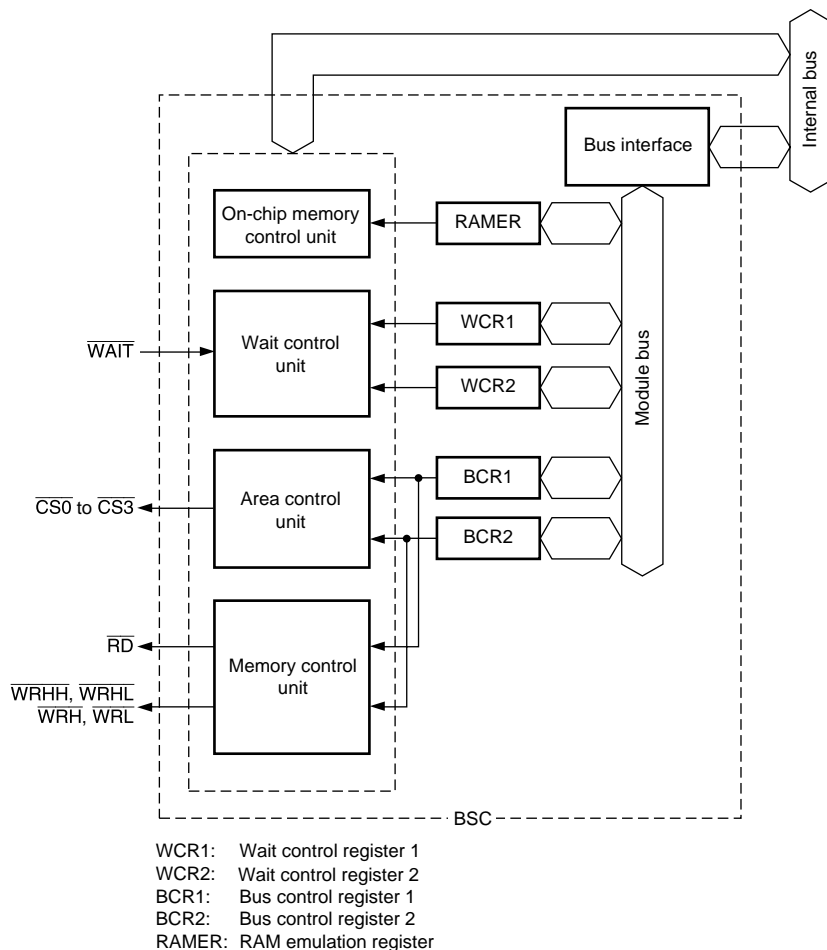 Internal bus
Bus interface
On-chip memory
control unit
RAMER
WAIT
Wait control
unit
WCR1
WCR2
Module bus
CS0 to CS3
Area control
unit
BCR1
BCR2
RD
WRHH, WRHL
WRH, WRL
Memory control
unit
BSC
WCR1: Wait control register 1
WCR2: Wait control register 2
BCR1: Bus control register 1
BCR2: Bus control register 2
RAMER: RAM emulation register